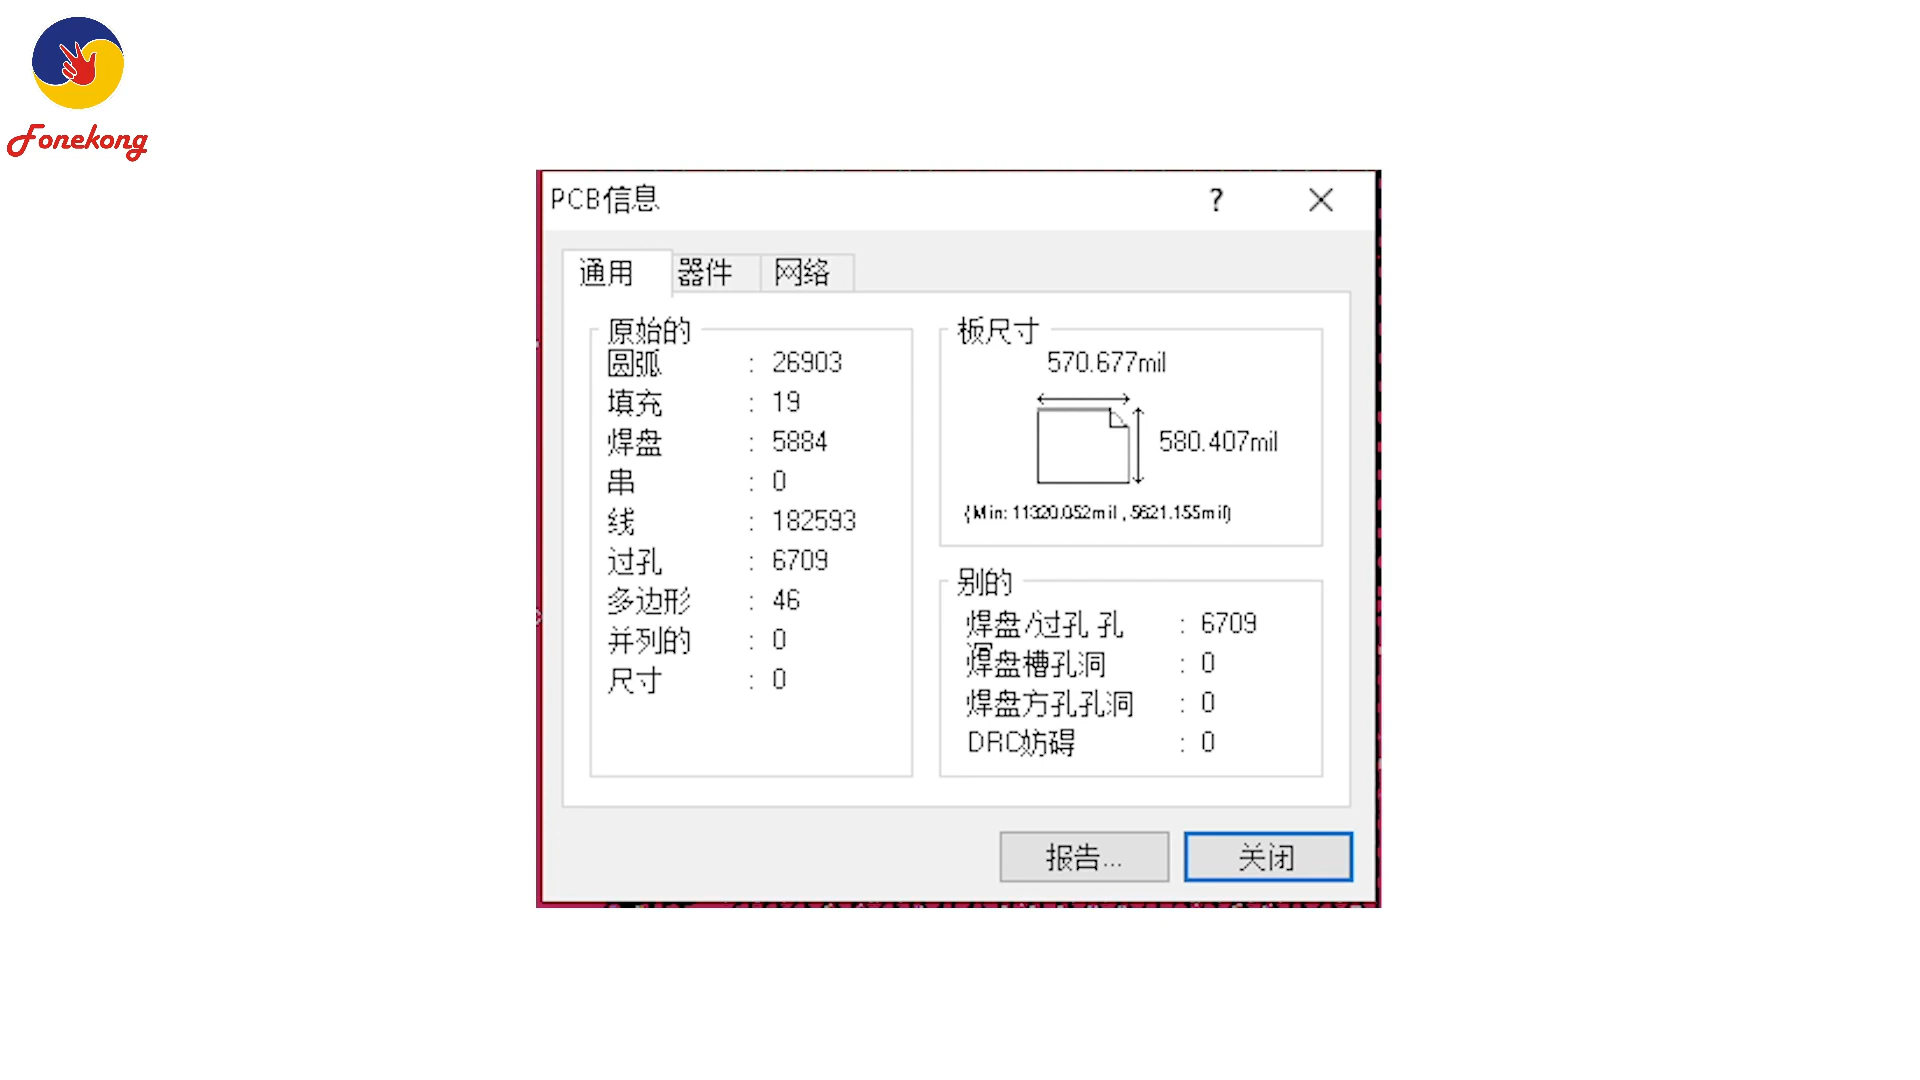 Fonekong
PCB信息
通用 器件 网络
原始的
圆弧 : 26903
填充 : 19
焊盘 : 5884
串 : 0
线 : 182593
过孔 : 6709
多边形 : 46
并列的 : 0
尺寸 : 0
板尺寸
570.677mil
580.407mil
(Min: 11320.052mil , 5621.155mil)
别的
焊盘/过孔 孔 : 6709
焊盘槽孔洞 : 0
焊盘方孔孔洞 : 0
DRC妨碍 : 0
报告... 关闭